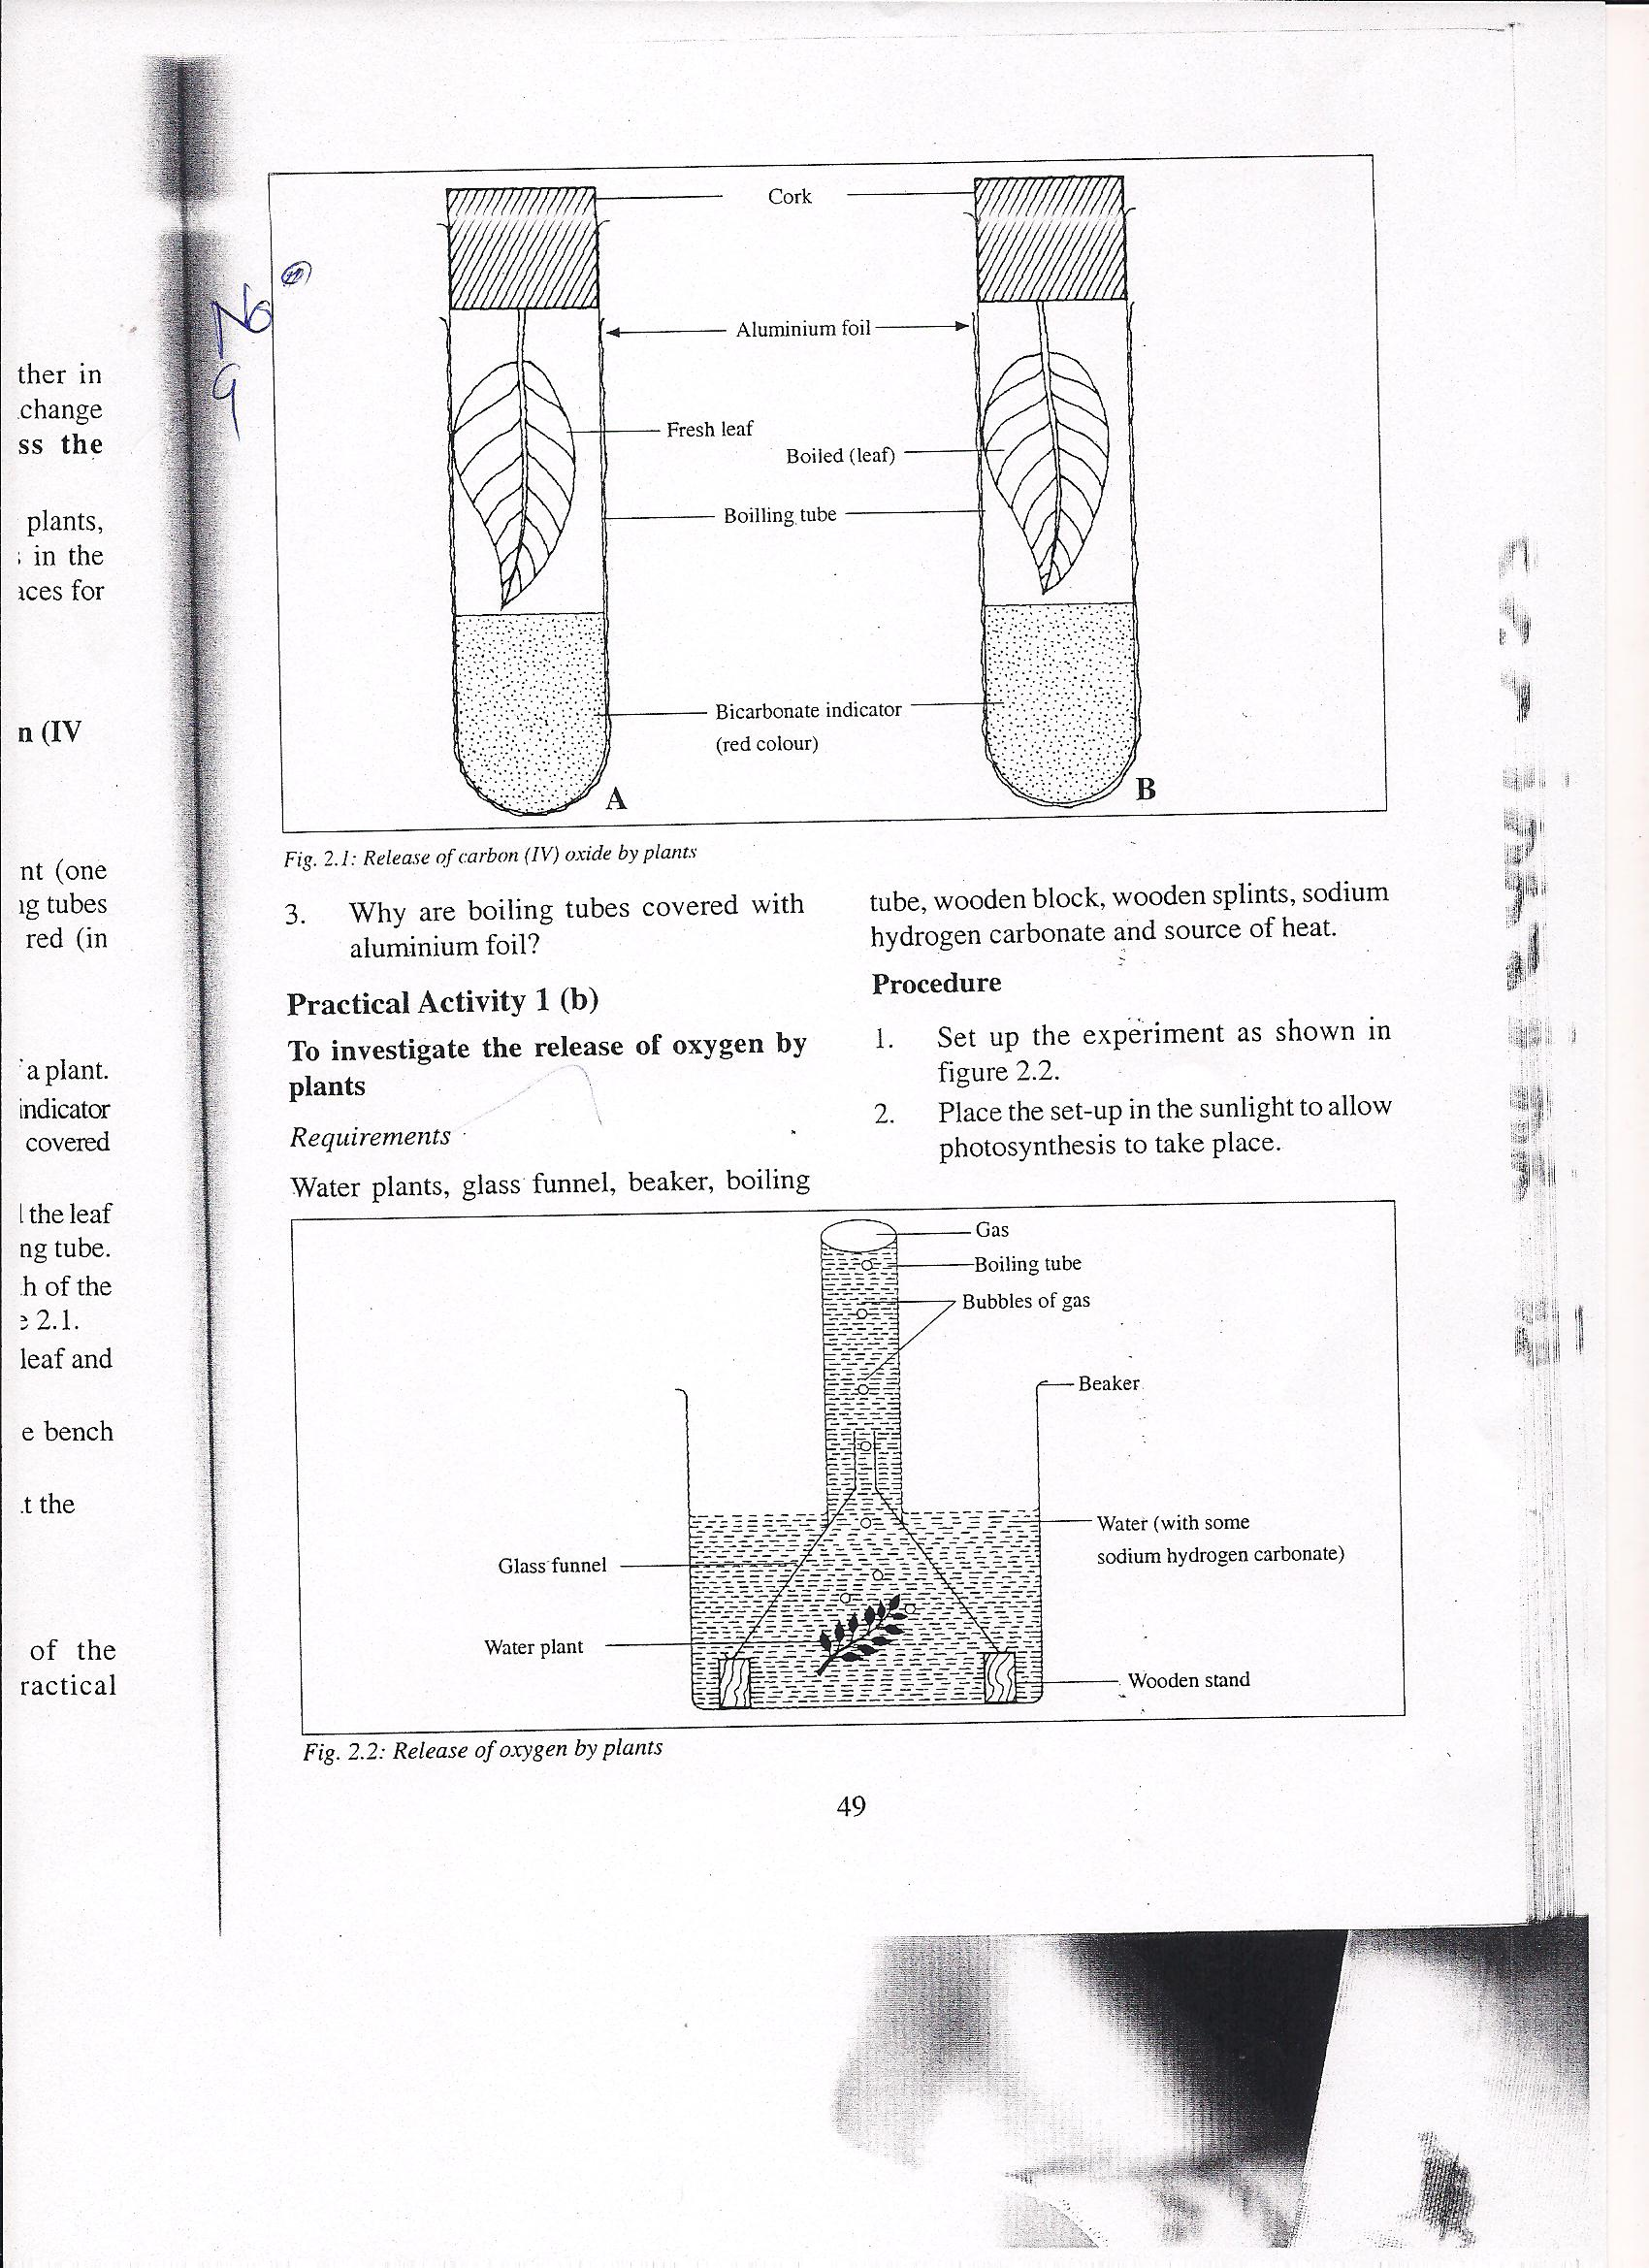 ther in
change
ss the
plants,
in the
ces for
n (IV
nt (one
g tubes
red (in
a plant.
indicator
covered
the leaf
ng tube.
h of the
2.1.
leaf and
e bench
t the
of the
ractical
No
9
Cork
Aluminium foil
Fresh leaf
Boiled (leaf)
Boilling tube
Bicarbonate indicator
(red colour)
A
B
Fig. 2.1: Release of carbon (IV) oxide by plants
3. Why are boiling tubes covered with
aluminium foil?
Practical Activity 1 (b)
To investigate the release of oxygen by
plants
Requirements
Water plants, glass funnel, beaker, boiling
tube, wooden block, wooden splints, sodium
hydrogen carbonate and source of heat.
Procedure
1. Set up the experiment as shown in
figure 2.2.
2. Place the set-up in the sunlight to allow
photosynthesis to take place.
Gas
Boiling tube
Bubbles of gas
Beaker
Water (with some
sodium hydrogen carbonate)
Glass funnel
Water plant
Wooden stand
Fig. 2.2: Release of oxygen by plants
49